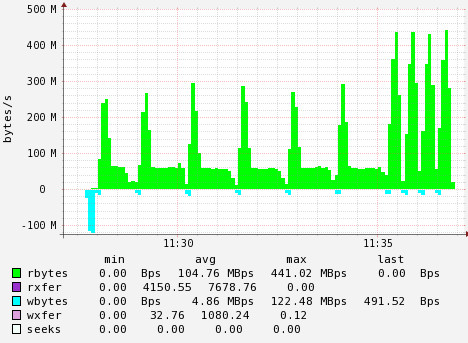 500 M
400 M
300 M
200 M
100 M
0
-100 M
bytes/s
11:30 11:35
min avg max last
rbytes 0.00 Bps 104.76 MBps 441.02 MBps 0.00 Bps
rxfer 0.00 4150.55 7678.76 0.00
wbytes 0.00 Bps 4.86 MBps 122.48 MBps 491.52 Bps
wxfer 0.00 32.76 1080.24 0.12
seeks 0.00 0.00 0.00 0.00